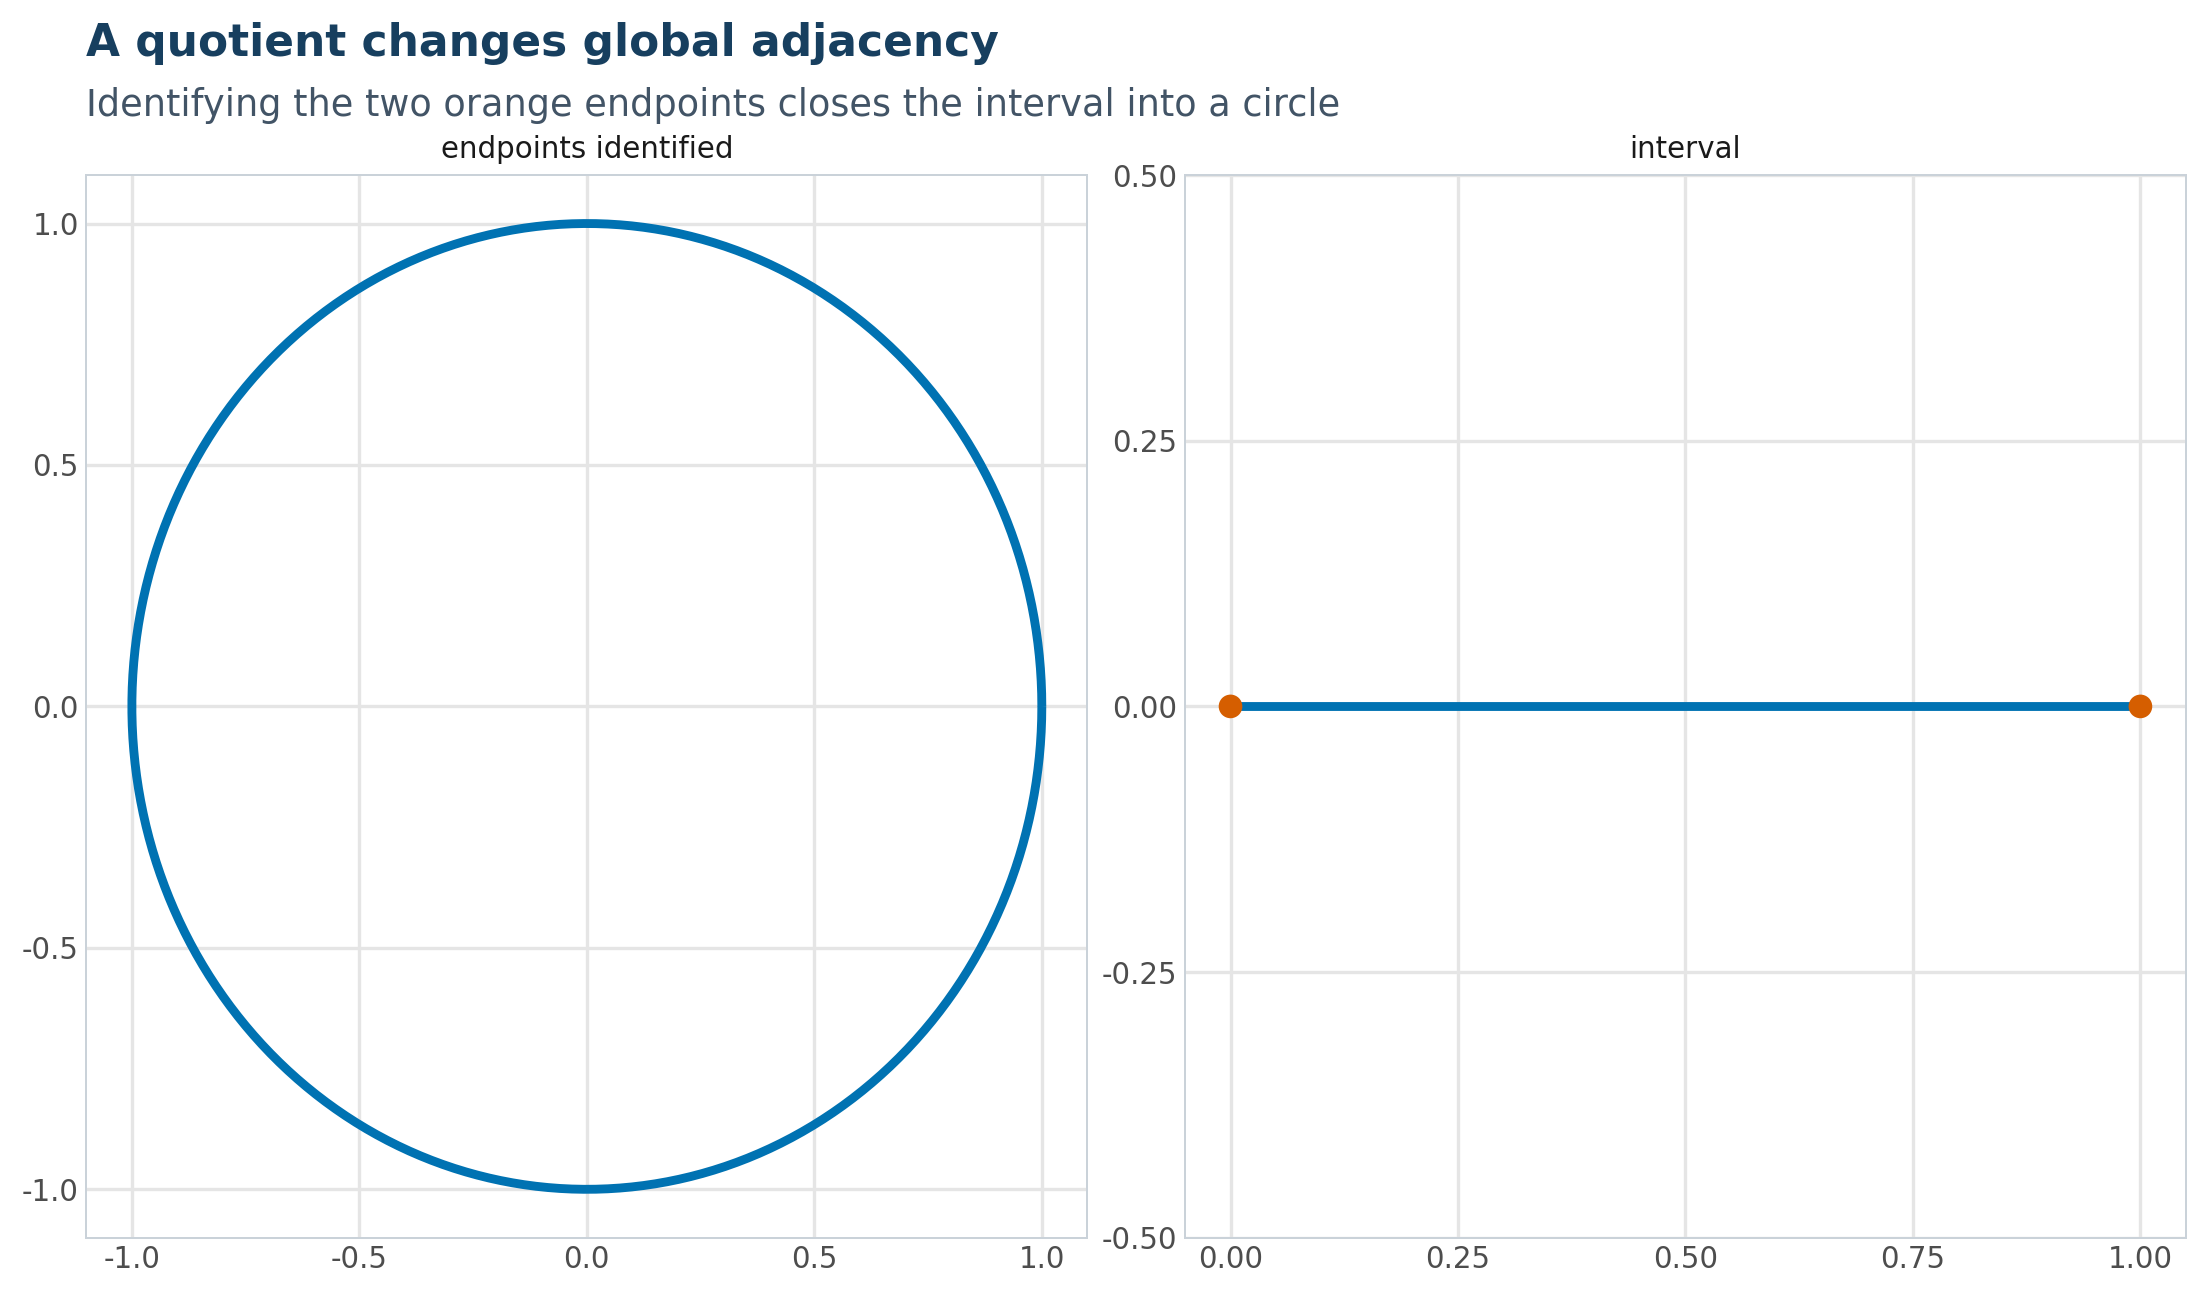 A quotient changes global adjacency
Identifying the two orange endpoints closes the interval into a circle
endpoints identified
1.0
0.5
0.0
-0.5
-1.0
-1.0 -0.5 0.0 0.5 1.0
interval
0.50
0.25
0.00
-0.25
-0.50
0.00 0.25 0.50 0.75 1.00